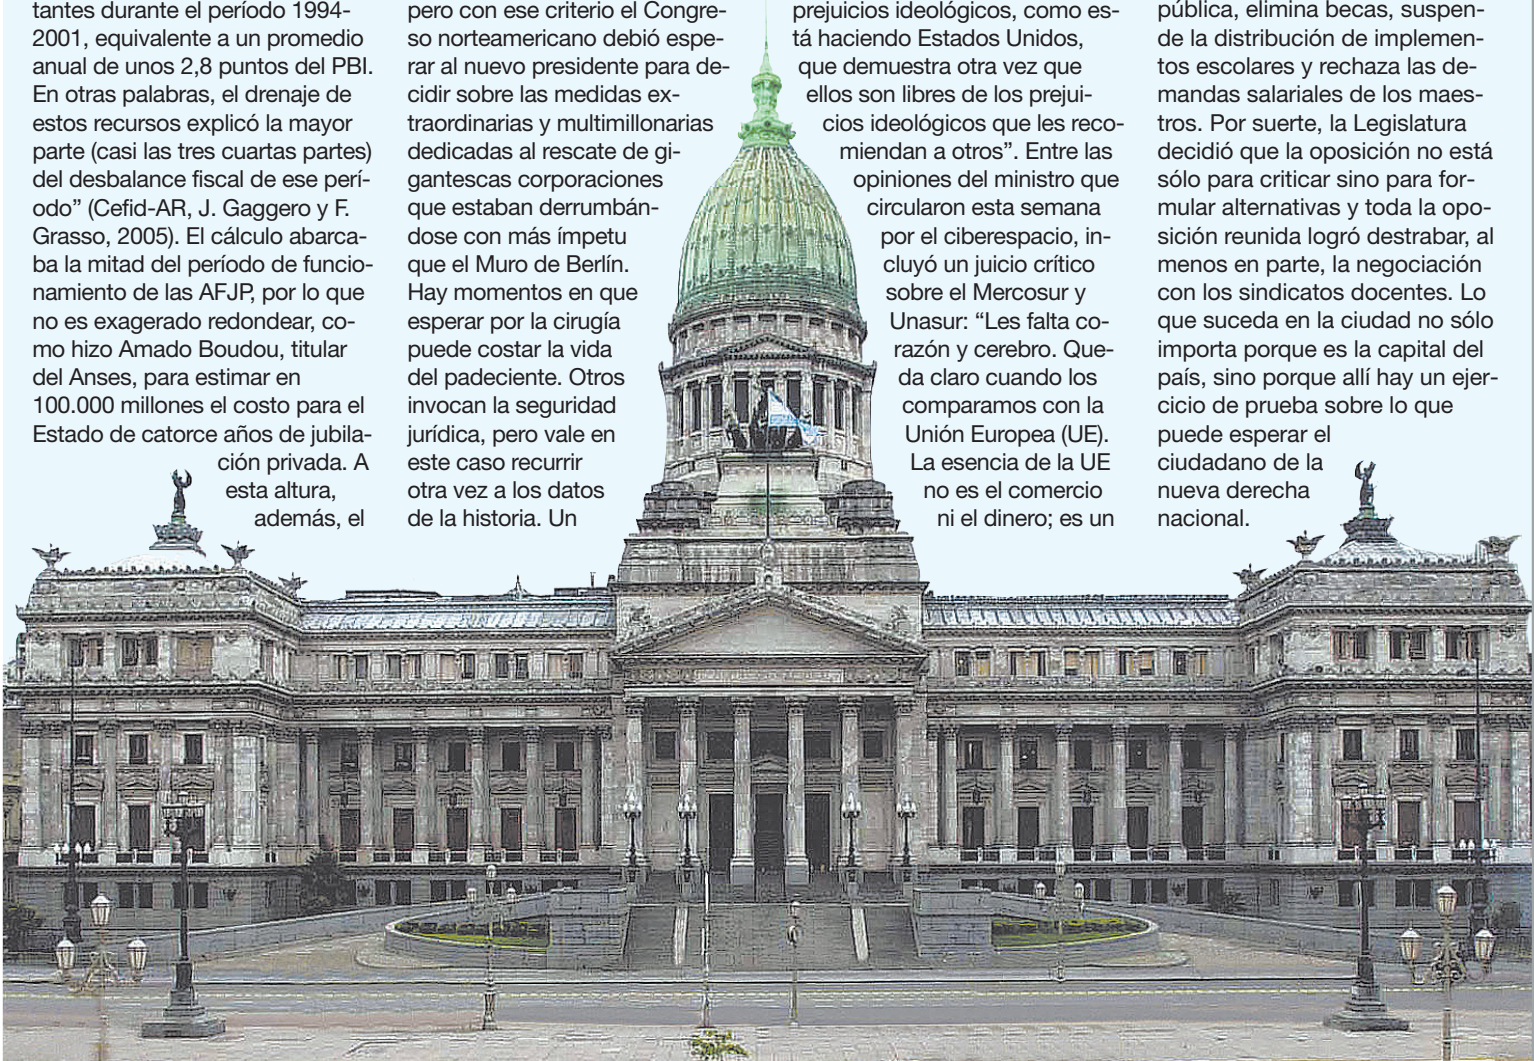 tantes durante el período 1994-
2001, equivalente a un promedio
anual de unos 2,8 puntos del PBI.
En otras palabras, el drenaje de
estos recursos explicó la mayor
parte (casi las tres cuartas partes)
del desbalance fiscal de ese perí-
odo” (Cefid-AR, J. Gaggero y F.
Grasso, 2005). El cálculo abarca-
ba la mitad del período de funcio-
namiento de las AFJP, por lo que
no es exagerado redondear, co-
mo hizo Amado Boudou, titular
del Anses, para estimar en
100.000 millones el costo para el
Estado de catorce años de jubila-
ción privada. A
esta altura,
además, el
pero con ese criterio el Congre-
so norteamericano debió espe-
rar al nuevo presidente para de-
cidir sobre las medidas ex-
traordinarias y multimillonarias
dedicadas al rescate de gi-
gantescas corporaciones
que estaban derrumbán-
dose con más ímpetu
que el Muro de Berlín.
Hay momentos en que
esperar por la cirugía
puede costar la vida
del padeciente. Otros
invocan la seguridad
jurídica, pero vale en
este caso recurrir
otra vez a los datos
de la historia. Un
prejuicios ideológicos, como es-
tá haciendo Estados Unidos,
que demuestra otra vez que
ellos son libres de los prejui-
cios ideológicos que les reco-
miendan a otros”. Entre las
opiniones del ministro que
circularon esta semana
por el ciberespacio, in-
cluyó un juicio crítico
sobre el Mercosur y
Unasur: “Les falta co-
razón y cerebro. Que-
da claro cuando los
comparamos con la
Unión Europea (UE).
La esencia de la UE
no es el comercio
ni el dinero; es un
pública, elimina becas, suspen-
de la distribución de implemen-
tos escolares y rechaza las de-
mandas salariales de los maes-
tros. Por suerte, la Legislatura
decidió que la oposición no está
sólo para criticar sino para for-
mular alternativas y toda la opo-
sición reunida logró destrabar, al
menos en parte, la negociación
con los sindicatos docentes. Lo
que suceda en la ciudad no sólo
importa porque es la capital del
país, sino porque allí hay un ejer-
cicio de prueba sobre lo que
puede esperar el
ciudadano de la
nueva derecha
nacional.